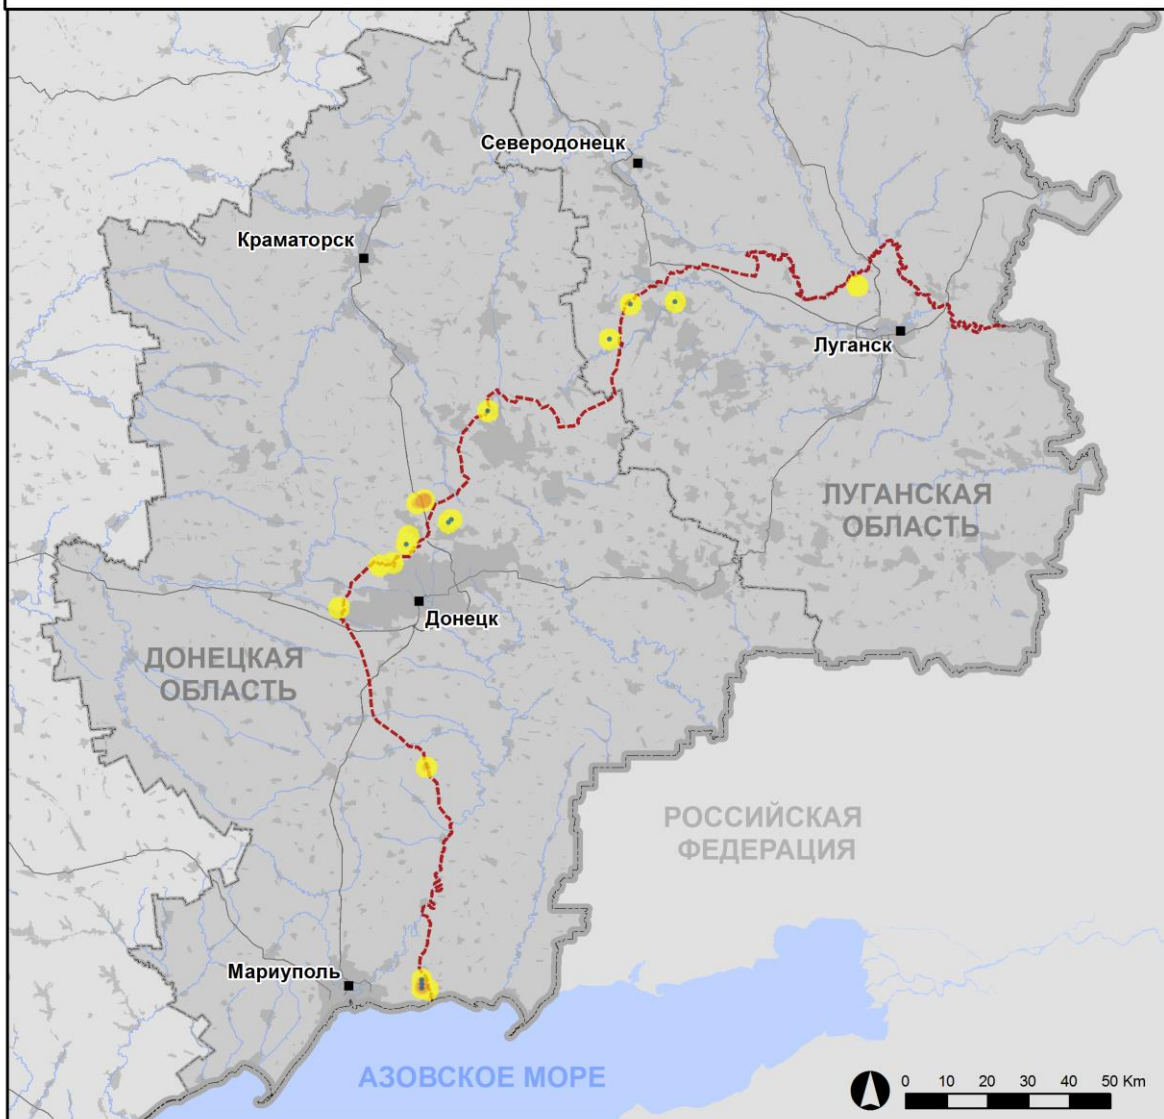 Северодонецк
Краматорск
Луганск
ЛУГАНСКАЯ
ОБЛАСТЬ
Донецк
ДОНЕЦКАЯ
ОБЛАСТЬ
РОССИЙСКАЯ
ФЕДЕРАЦИЯ
Мариуполь
АЗОВСКОЕ МОРЕ
0 10 20 30 40 50 Km